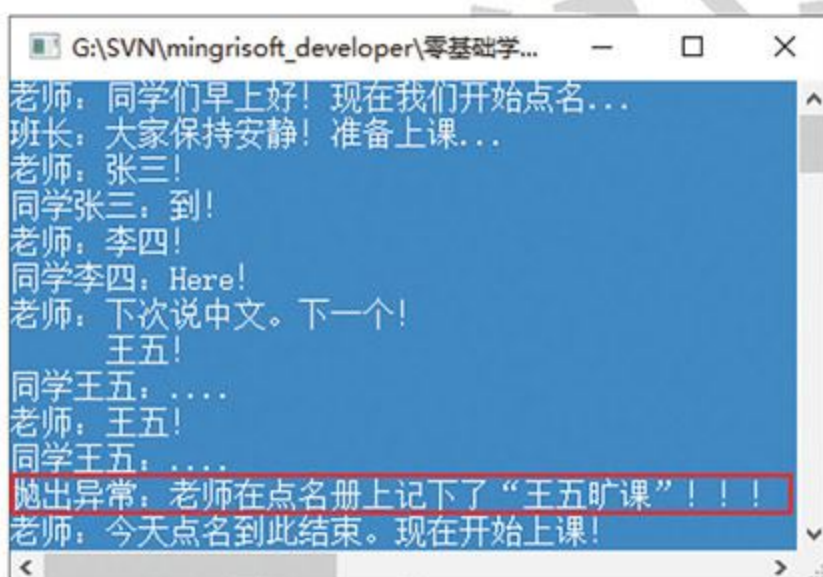 G:\SVN\mingrisoft_developer\零基础学...
老师：同学们早上好！现在我们开始点名...
班长：大家保持安静！准备上课...
老师：张三！
同学张三：到！
老师：李四！
同学李四：Here！
老师：下次说中文。下一个！
王五！
同学王五：....
老师：王五！
同学王五：....
抛出异常：老师在点名册上记下了“王五旷课”！！！
老师：今天点名到此结束。现在开始上课！